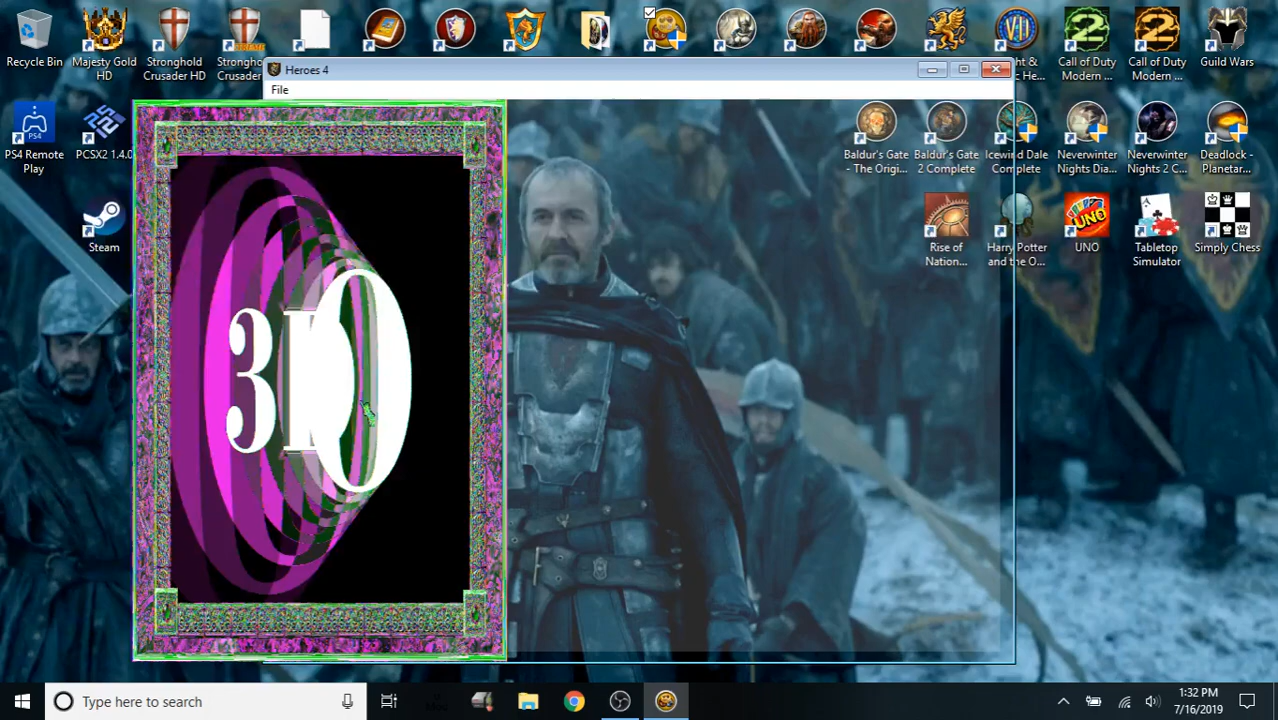 Recycle Bin
Majesty Gold HD
Stronghold Crusader HD
Stronghold Crusader
Call of Duty Modern ...
Call of Duty Modern ...
Guild Wars
Heroes 4
File
PS4 Remote Play
PCSX2 1.4.0
Steam
Baldur's Gate - The Origi...
Baldur's Gate 2 Complete
Icewind Dale Complete
Neverwinter Nights Dia...
Neverwinter Nights 2 C...
Deadlock - Planetar...
Rise of Nation...
Harry Potter and the O...
UNO
Tabletop Simulator
Simply Chess
3DO
Type here to search
1:32 PM
7/16/2019